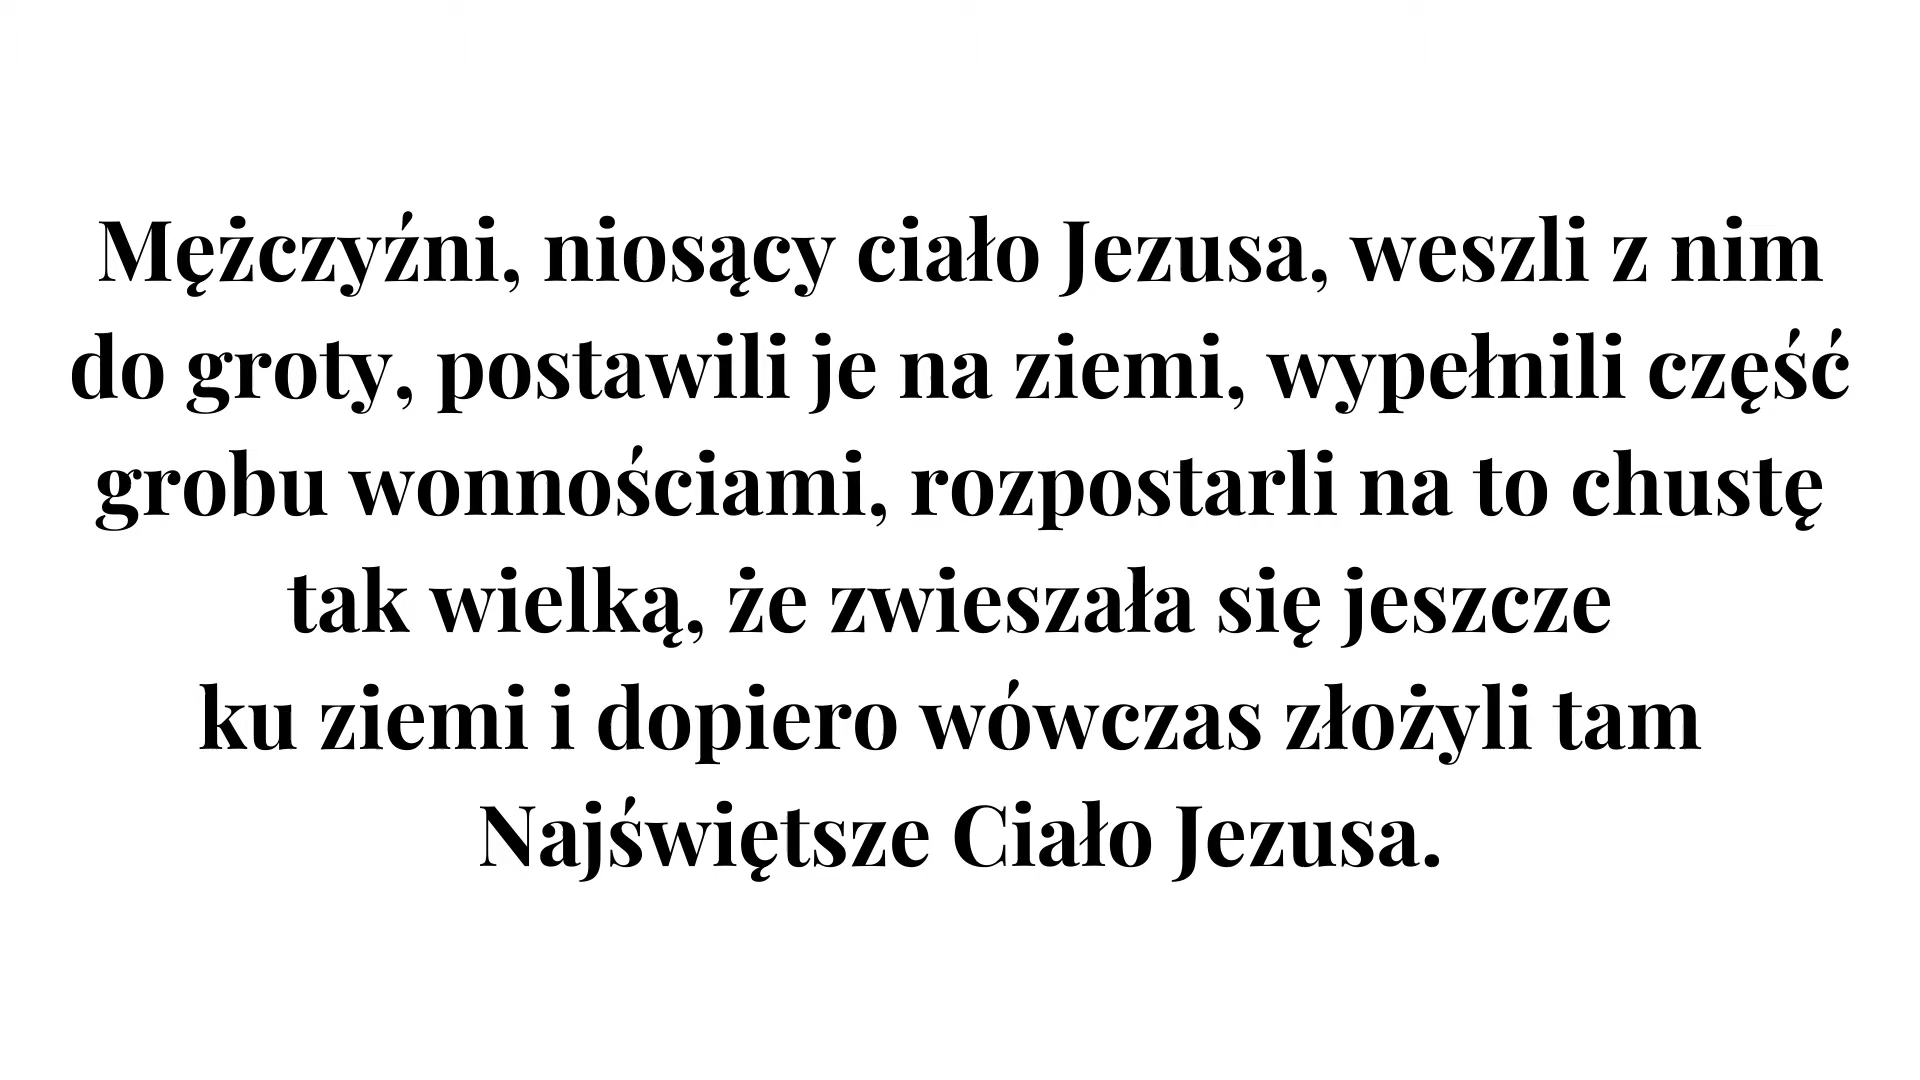 Mężczyźni, niosący ciało Jezusa, weszli z nim
do groty, postawili je na ziemi, wypełnili część
grobu wonnościami, rozpostarli na to chustę
tak wielką, że zwieszała się jeszcze
ku ziemi i dopiero wówczas złożyli tam
Najświętsze Ciało Jezusa.